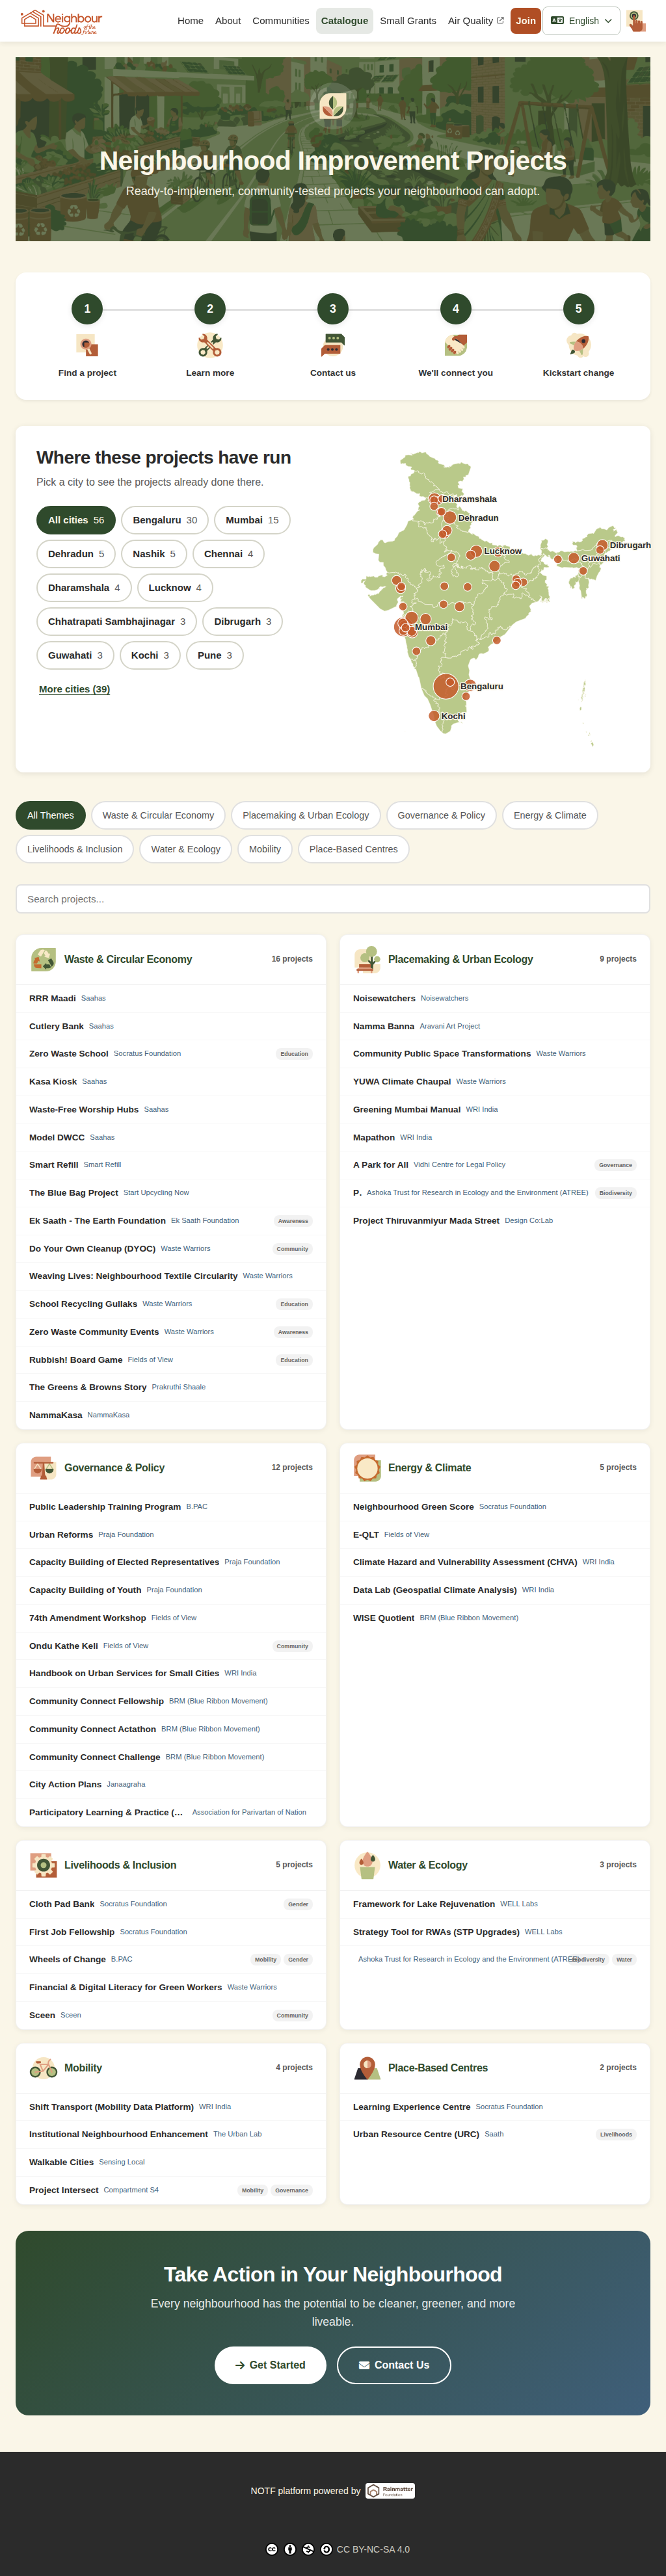 Neighbour
hoods of the future
Home About Communities Catalogue Small Grants Air Quality Join English
Neighbourhood Improvement Projects
Ready-to-implement, community-tested projects your neighbourhood can adopt.
1 2 3 4 5
Find a project Learn more Contact us We'll connect you Kickstart change
Where these projects have run
Pick a city to see the projects already done there.
All cities 56 Bengaluru 30 Mumbai 15
Dehradun 5 Nashik 5 Chennai 4
Dharamshala 4 Lucknow 4
Chhatrapati Sambhajinagar 3 Dibrugarh 3
Guwahati 3 Kochi 3 Pune 3
More cities (39)
Dharamshala
Dehradun
Lucknow
Dibrugarh
Guwahati
Mumbai
Bengaluru
Kochi
All Themes Waste & Circular Economy Placemaking & Urban Ecology Governance & Policy Energy & Climate
Livelihoods & Inclusion Water & Ecology Mobility Place-Based Centres
Search projects...
Waste & Circular Economy 16 projects
RRR Maadi Saahas
Cutlery Bank Saahas
Zero Waste School Socratus Foundation Education
Kasa Kiosk Saahas
Waste-Free Worship Hubs Saahas
Model DWCC Saahas
Smart Refill Smart Refill
The Blue Bag Project Start Upcycling Now
Ek Saath - The Earth Foundation Ek Saath Foundation Awareness
Do Your Own Cleanup (DYOC) Waste Warriors Community
Weaving Lives: Neighbourhood Textile Circularity Waste Warriors
School Recycling Gullaks Waste Warriors Education
Zero Waste Community Events Waste Warriors Awareness
Rubbish! Board Game Fields of View Education
The Greens & Browns Story Prakruthi Shaale
NammaKasa NammaKasa
Placemaking & Urban Ecology 9 projects
Noisewatchers Noisewatchers
Namma Banna Aravani Art Project
Community Public Space Transformations Waste Warriors
YUWA Climate Chaupal Waste Warriors
Greening Mumbai Manual WRI India
Mapathon WRI India
A Park for All Vidhi Centre for Legal Policy Governance
P. Ashoka Trust for Research in Ecology and the Environment (ATREE) Biodiversity
Project Thiruvanmiyur Mada Street Design Co:Lab
Governance & Policy 12 projects
Public Leadership Training Program B.PAC
Urban Reforms Praja Foundation
Capacity Building of Elected Representatives Praja Foundation
Capacity Building of Youth Praja Foundation
74th Amendment Workshop Fields of View
Ondu Kathe Keli Fields of View Community
Handbook on Urban Services for Small Cities WRI India
Community Connect Fellowship BRM (Blue Ribbon Movement)
Community Connect Actathon BRM (Blue Ribbon Movement)
Community Connect Challenge BRM (Blue Ribbon Movement)
City Action Plans Janaagraha
Participatory Learning & Practice (… Association for Parivartan of Nation
Energy & Climate 5 projects
Neighbourhood Green Score Socratus Foundation
E-QLT Fields of View
Climate Hazard and Vulnerability Assessment (CHVA) WRI India
Data Lab (Geospatial Climate Analysis) WRI India
WISE Quotient BRM (Blue Ribbon Movement)
Livelihoods & Inclusion 5 projects
Cloth Pad Bank Socratus Foundation Gender
First Job Fellowship Socratus Foundation
Wheels of Change B.PAC Mobility Gender
Financial & Digital Literacy for Green Workers Waste Warriors
Sceen Sceen Community
Water & Ecology 3 projects
Framework for Lake Rejuvenation WELL Labs
Strategy Tool for RWAs (STP Upgrades) WELL Labs
Ashoka Trust for Research in Ecology and the Environment (ATREE) Biodiversity Water
Mobility 4 projects
Shift Transport (Mobility Data Platform) WRI India
Institutional Neighbourhood Enhancement The Urban Lab
Walkable Cities Sensing Local
Project Intersect Compartment S4 Mobility Governance
Place-Based Centres 2 projects
Learning Experience Centre Socratus Foundation
Urban Resource Centre (URC) Saath Livelihoods
Take Action in Your Neighbourhood
Every neighbourhood has the potential to be cleaner, greener, and more
liveable.
Get Started Contact Us
NOTF platform powered by Rainmatter Foundation
CC BY-NC-SA 4.0